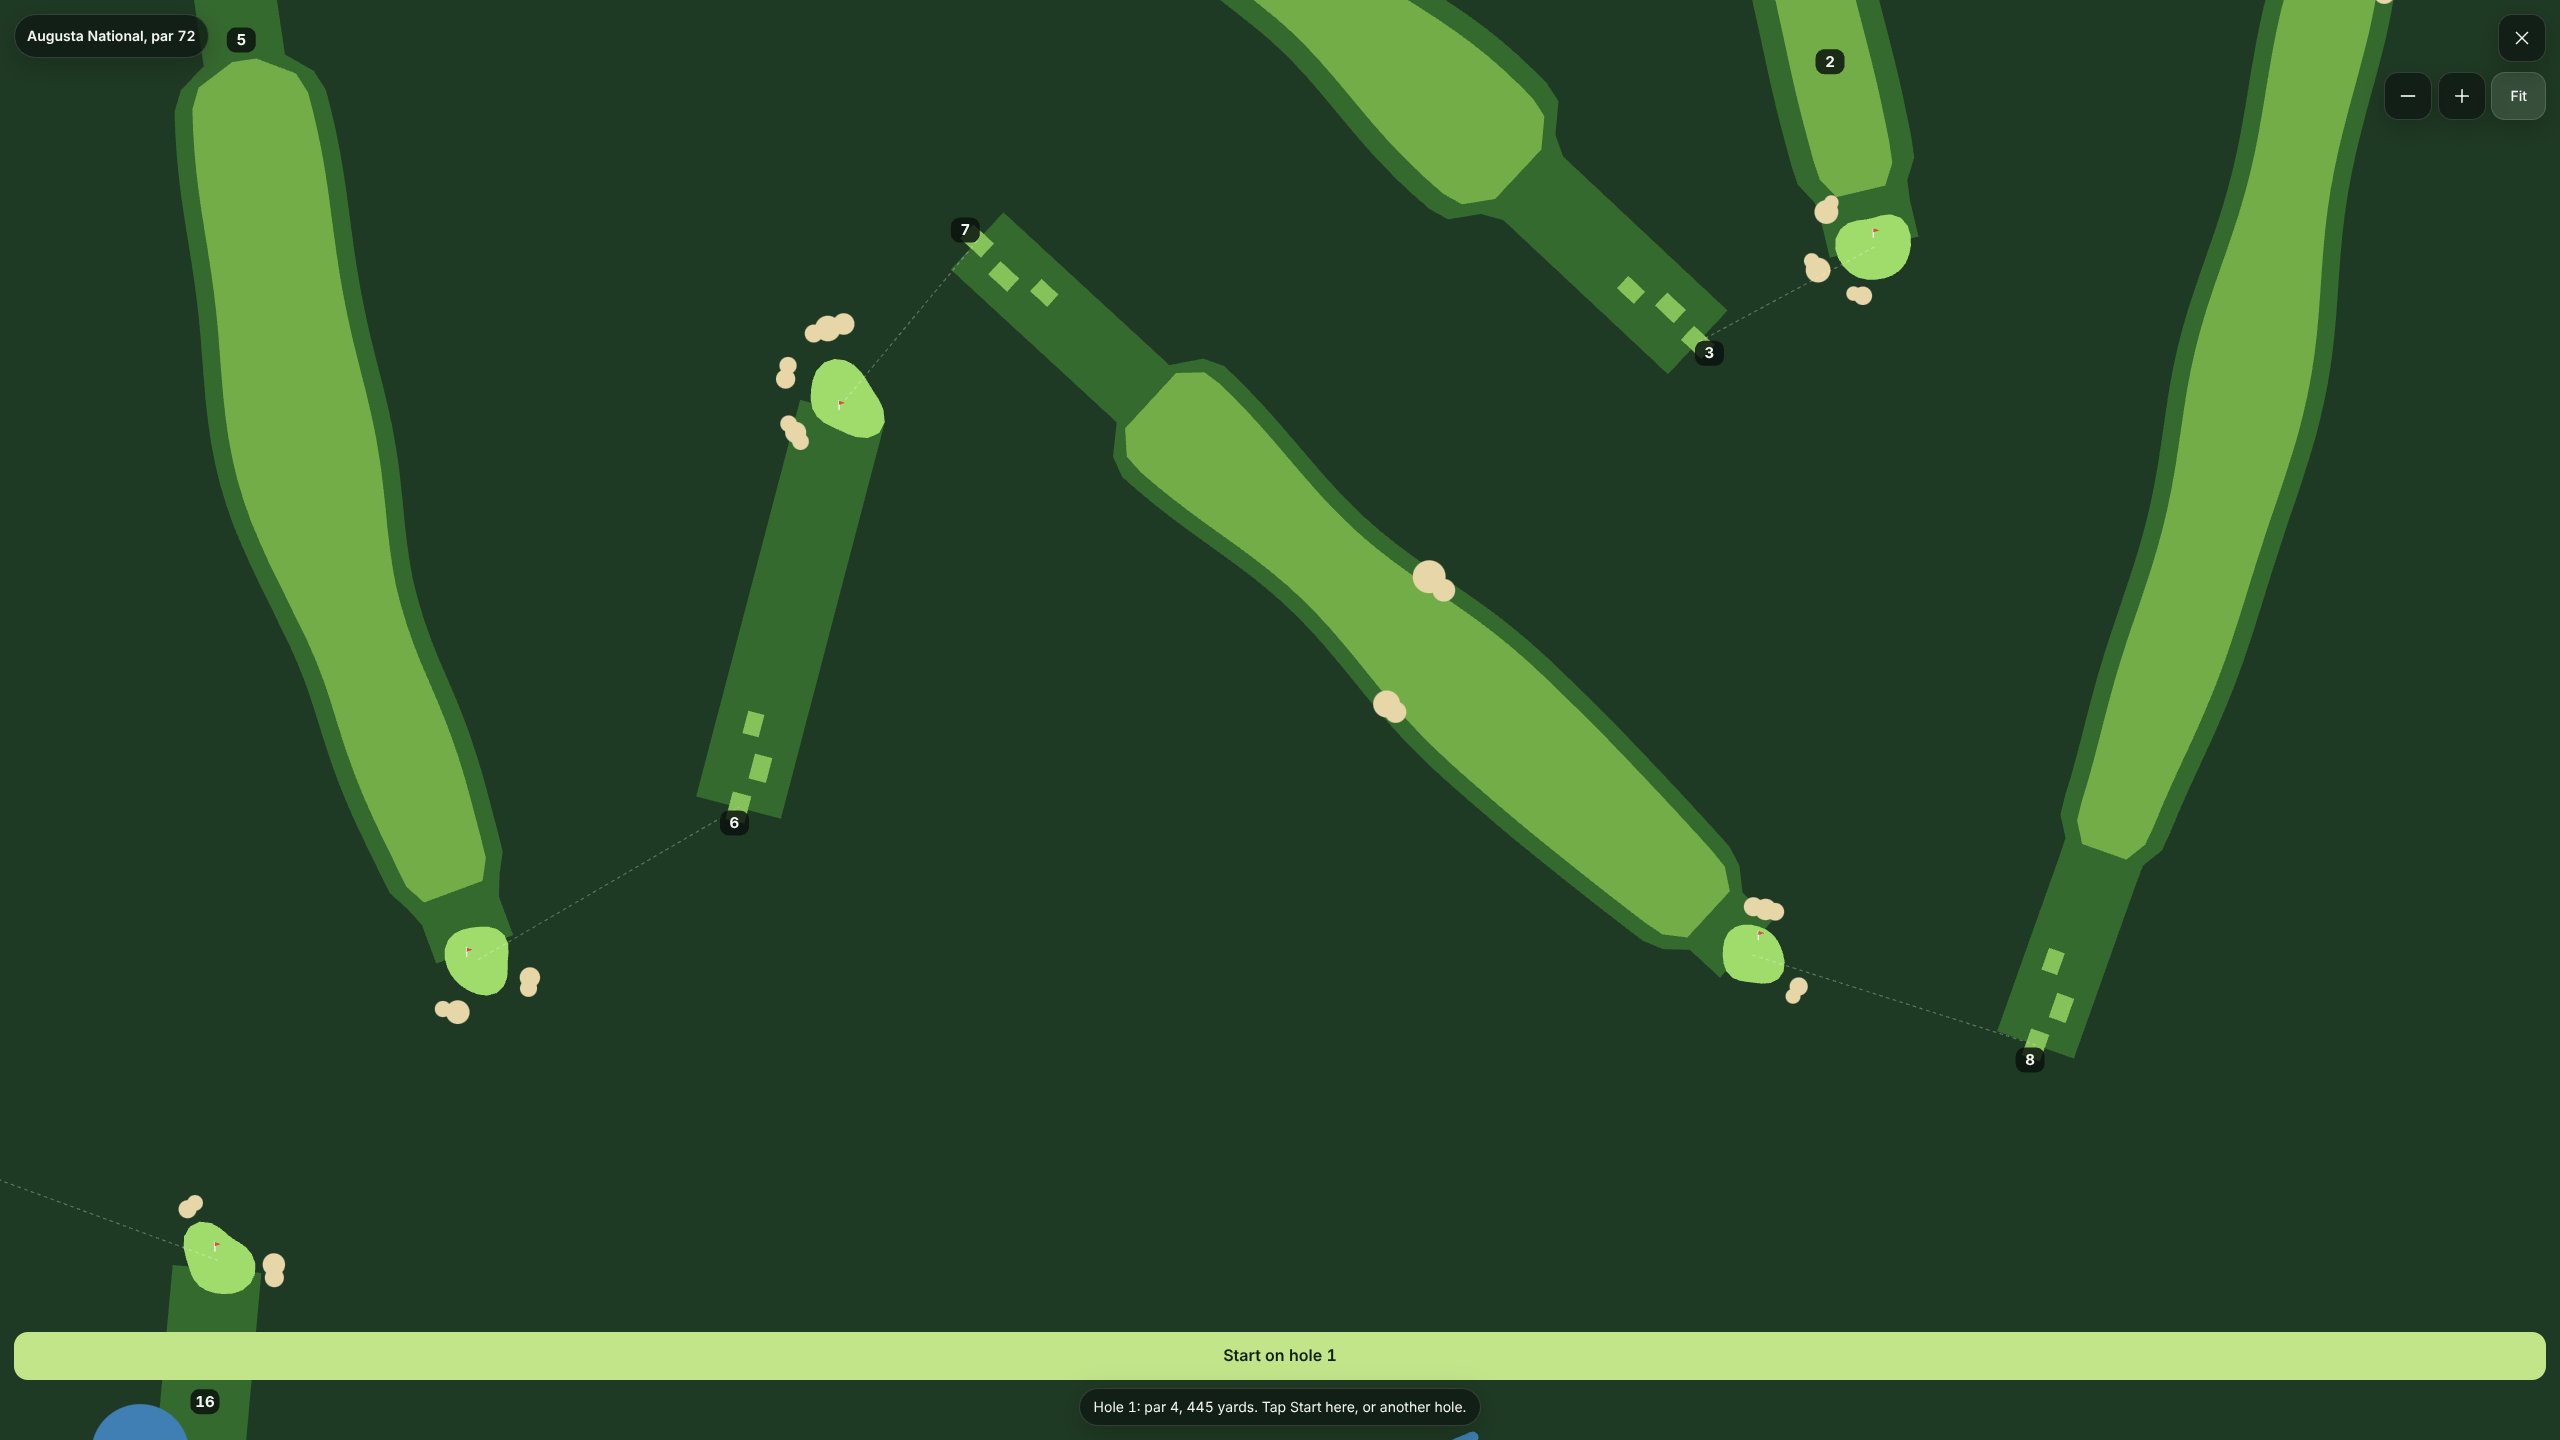 Augusta National, par 72
5
2
Fit
7
3
6
8
Start on hole 1
16
Hole 1: par 4, 445 yards. Tap Start here, or another hole.